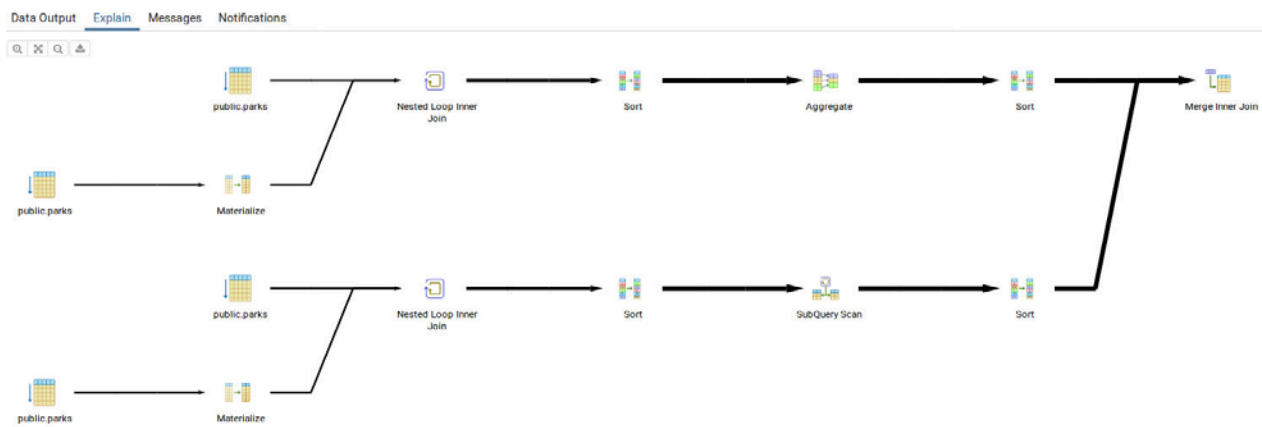 Data Output Explain Messages Notifications
public.parks
Nested Loop Inner
Join
Sort
Aggregate
Sort
Merge Inner Join
public.parks
Materialize
public.parks
Nested Loop Inner
Join
Sort
SubQuery Scan
Sort
public.parks
Materialize